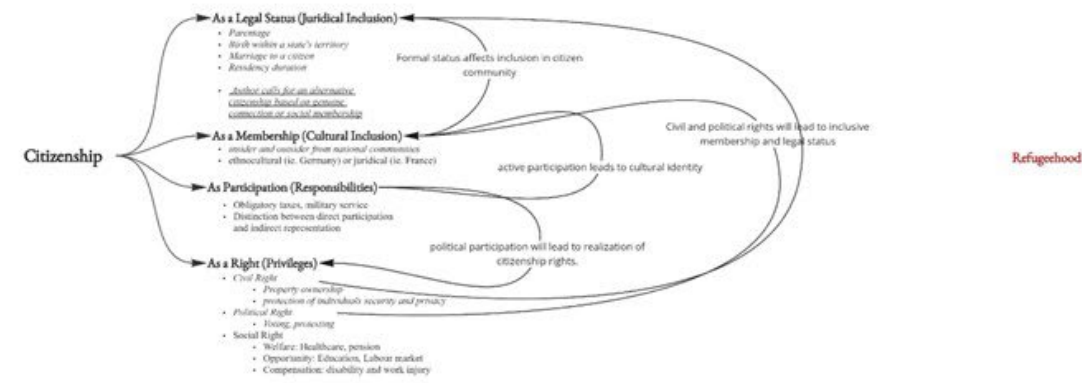 As a Legal Status (Juridical Inclusion)
• Parentage
• Birth within a state's territory
• Marriage to a citizen
• Residency duration
• Author calls for an alternative
citizenship based on genuine
connection or social membership
Formal status affects inclusion in citizen
community
As a Membership (Cultural Inclusion)
• insider and outsider from national communities
• ethnocultural (ie. Germany) or juridical (ie. France)
Civil and political rights will lead to inclusive
membership and legal status
Citizenship
Refugeehood
active participation leads to cultural identity
As Participation (Responsibilities)
• Obligatory taxes, military service
• Distinction between direct participation
and indirect representation
political participation will lead to realization of
citizenship rights.
As a Right (Privileges)
• Civil Right
• Property ownership
• protection of individuals security and privacy
• Political Right
• Voting, protesting
• Social Right
• Welfare: Healthcare, pension
• Opportunity: Education, Labour market
• Compensation: disability and work injury